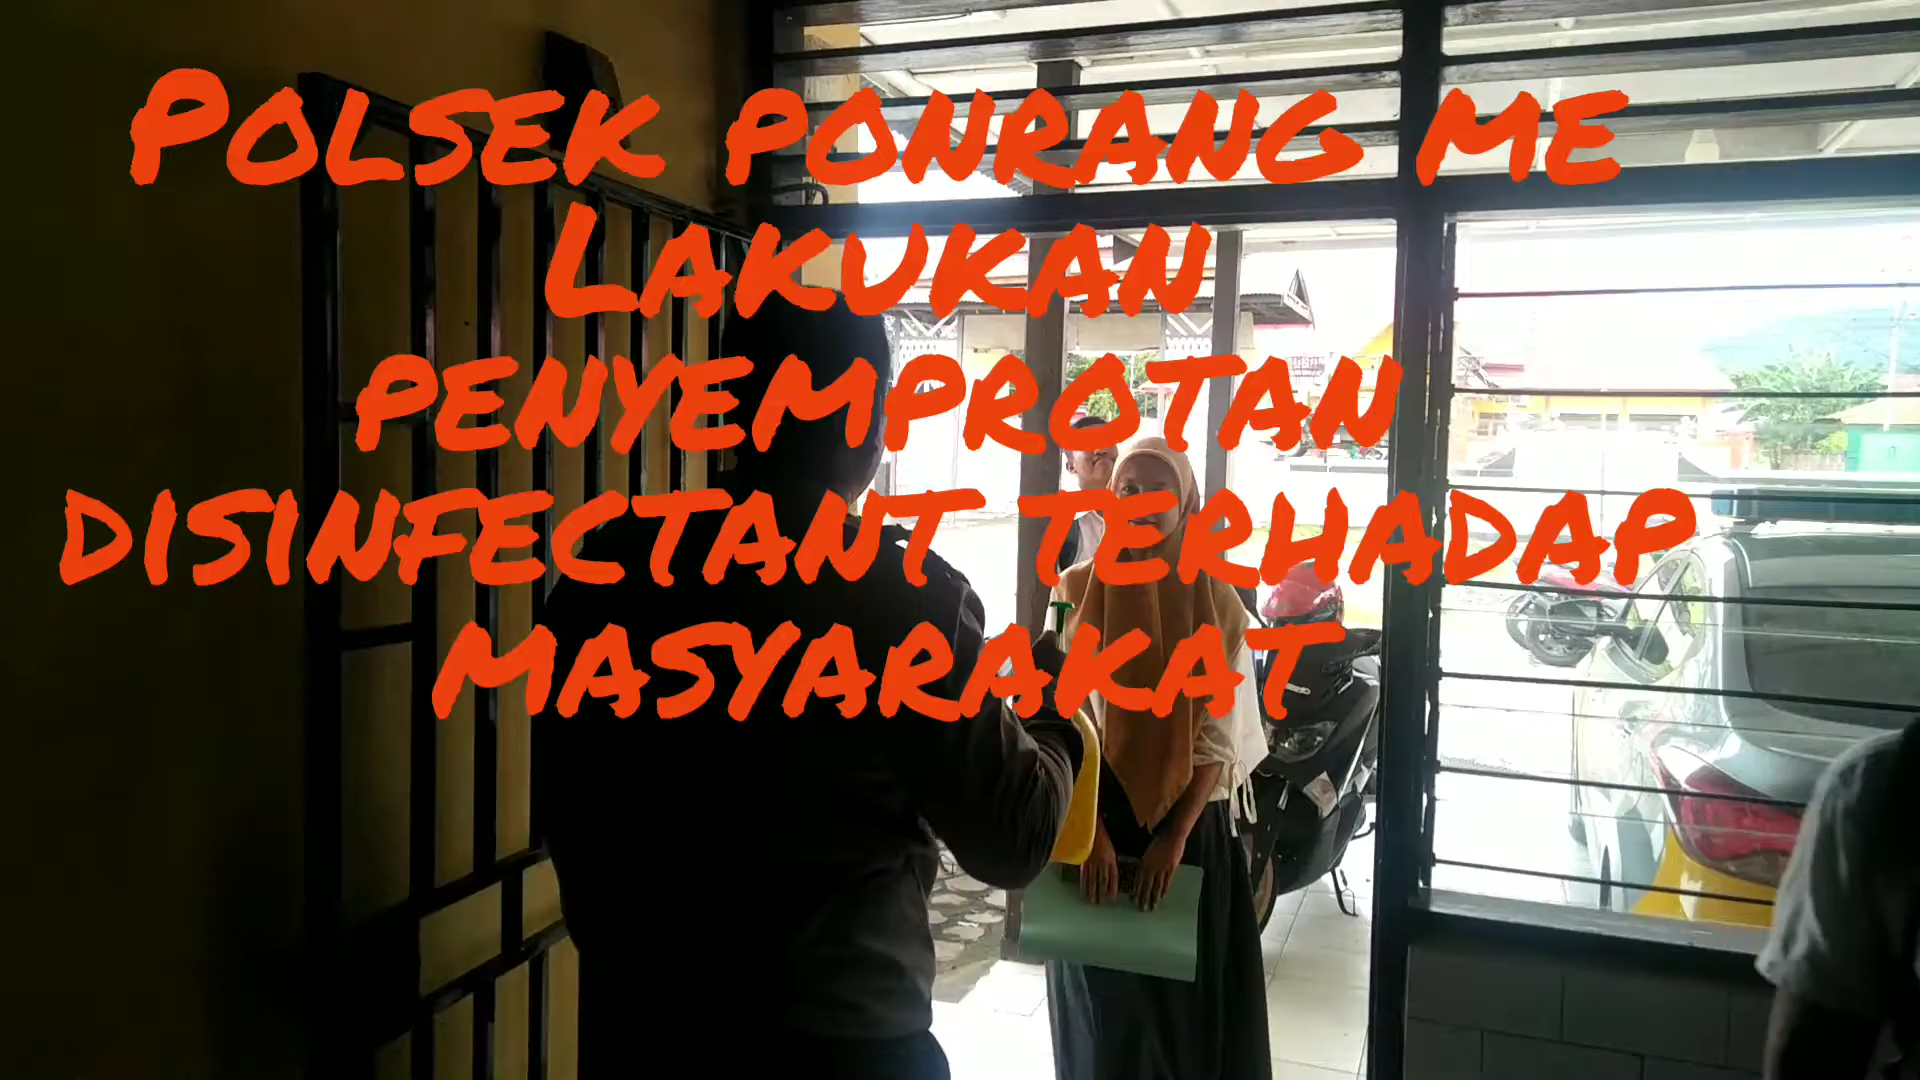 Polsek ponrang me
Lakukan
penyemprotan
disinfectant terhadap
masyarakat